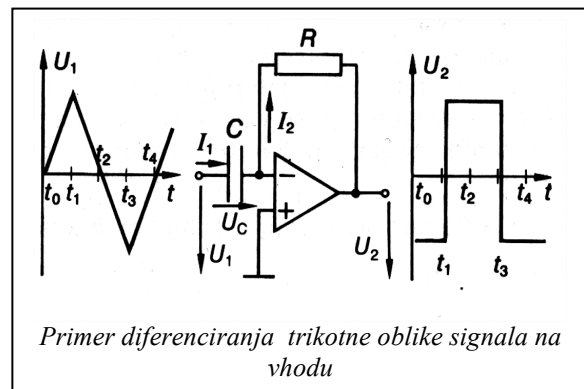 U₁
t₀ t₁ t₂ t₃ t₄ t
R
C
I₁
I₂
−
+
U_C
U₁
U₂
U₂
t₀ t₂ t₄ t
t₁ t₃
Primer diferenciranja trikotne oblike signala na
vhodu